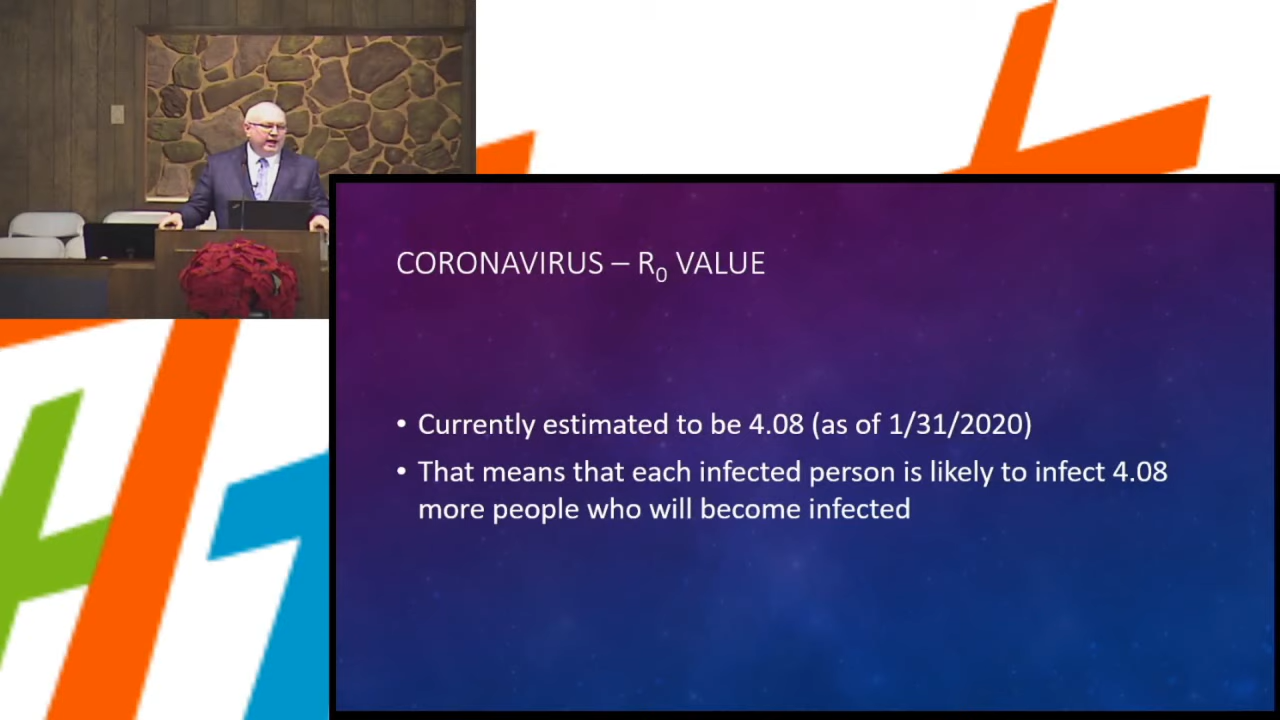 CORONAVIRUS – R₀ VALUE
• Currently estimated to be 4.08 (as of 1/31/2020)
• That means that each infected person is likely to infect 4.08
more people who will become infected